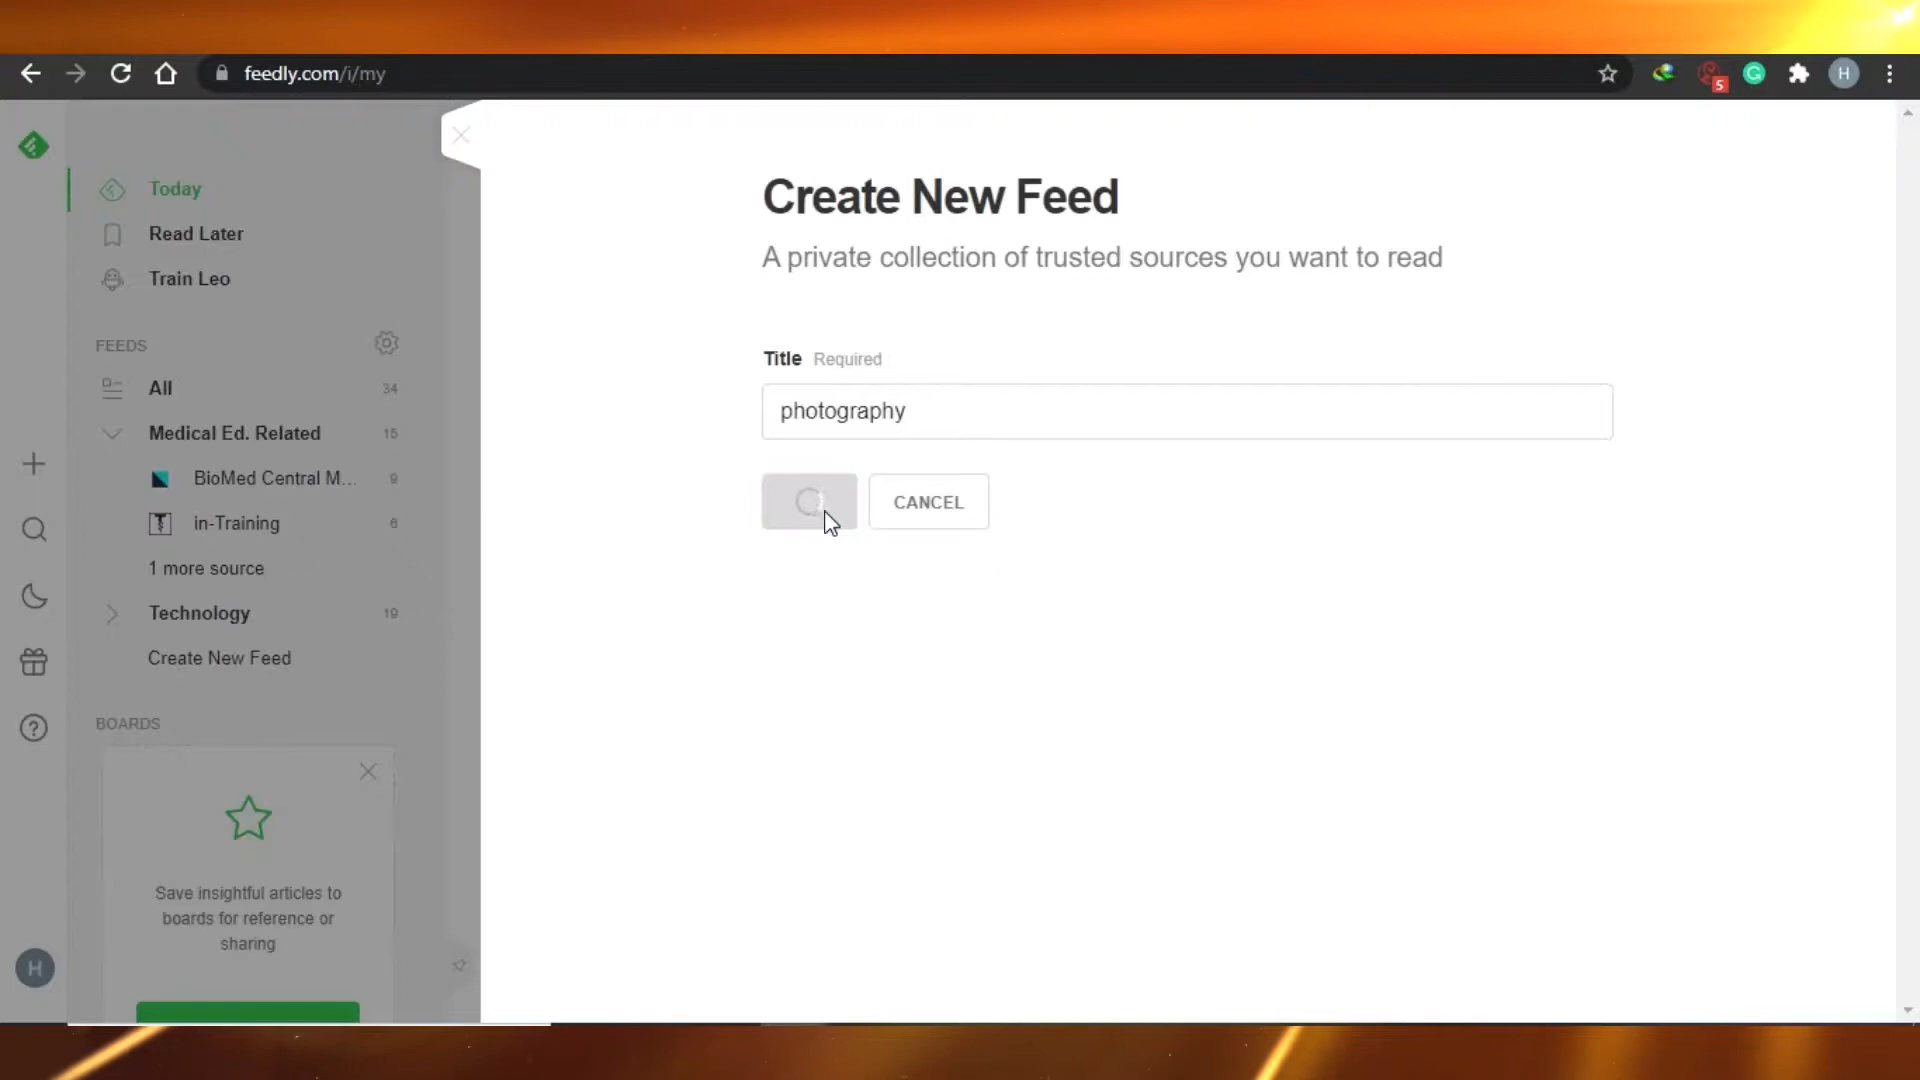 feedly.com/i/my
5
H
Today
Read Later
Train Leo
FEEDS
All 34
Medical Ed. Related 15
BioMed Central M... 9
in-Training 6
1 more source
Technology 19
Create New Feed
BOARDS
Save insightful articles to
boards for reference or
sharing
H
Create New Feed
A private collection of trusted sources you want to read
Title Required
photography
CANCEL